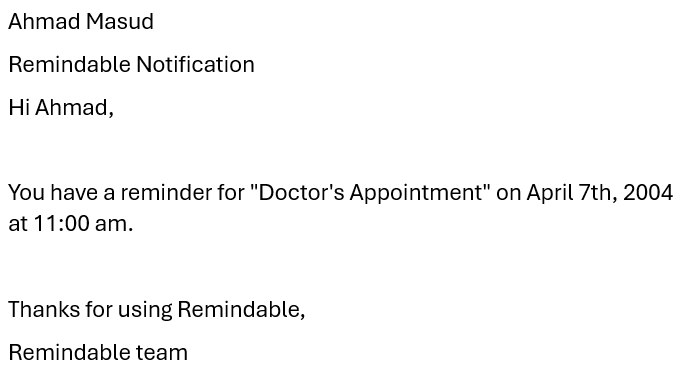 Ahmad Masud
Remindable Notification
Hi Ahmad,
You have a reminder for "Doctor's Appointment" on April 7th, 2004
at 11:00 am.
Thanks for using Remindable,
Remindable team